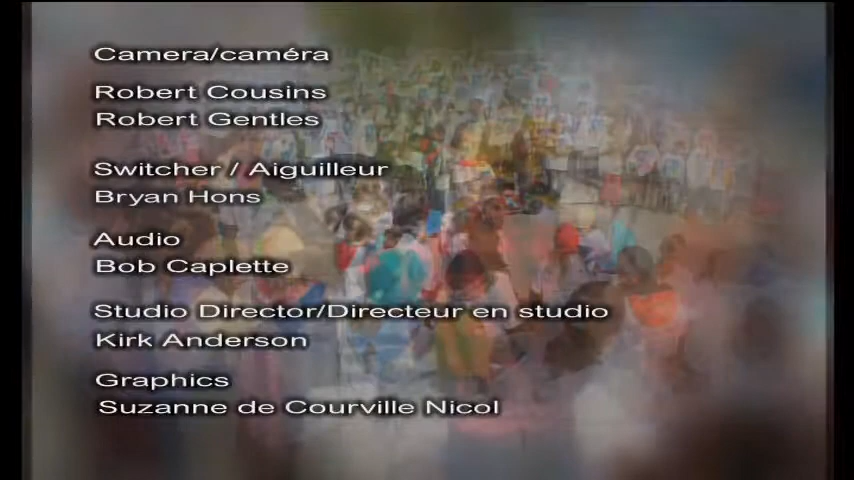 Camera/caméra
Robert Cousins
Robert Gentles
Switcher / Aiguilleur
Bryan Hons
Audio
Bob Caplette
Studio Director/Directeur en studio
Kirk Anderson
Graphics
Suzanne de Courville Nicol